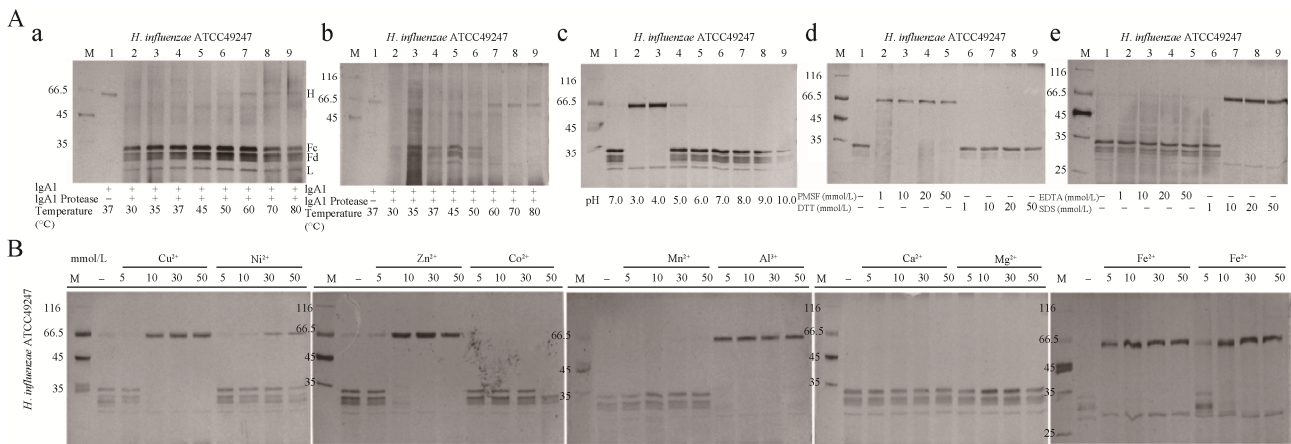 A
a
H. influenzae ATCC49247
M 1 2 3 4 5 6 7 8 9
66.5
45
35
H
Fc
Fd
L
IgA1 + + + + + + + + +
IgA1 Protease − + + + + + + + +
Temperature 37 30 35 37 45 50 60 70 80
(°C)
b
H. influenzae ATCC49247
M 1 2 3 4 5 6 7 8 9
116
66.5
45
35
IgA1 + + + + + + + + +
IgA1 Protease − + + + + + + + +
Temperature 37 30 35 37 45 50 60 70 80
(°C)
c
H. influenzae ATCC49247
M 1 2 3 4 5 6 7 8 9
116
66.5
45
35
pH 7.0 3.0 4.0 5.0 6.0 7.0 8.0 9.0 10.0
d
H. influenzae ATCC49247
M 1 2 3 4 5 6 7 8 9
116
66.5
45
35
PMSF (mmol/L) − 1 10 20 50 − − − −
DTT (mmol/L) − − − − − 1 10 20 50
e
H. influenzae ATCC49247
M 1 2 3 4 5 6 7 8 9
116
66.5
45
35
25
EDTA (mmol/L) − 1 10 20 50 − − − −
SDS (mmol/L) − − − − − 1 10 20 50
B
H. influenzae ATCC49247
mmol/L Cu²⁺ Ni²⁺
M − 5 10 30 50 5 10 30 50
116
66.5
45
35
Zn²⁺ Co²⁺
M − 5 10 30 50 5 10 30 50
116
66.5
45
35
Mn²⁺ Al³⁺
M − 5 10 30 50 5 10 30 50
116
66.5
45
35
Ca²⁺ Mg²⁺
M − 5 10 30 50 5 10 30 50
116
66.5
45
35
Fe²⁺ Fe²⁺
M − 5 10 30 50 5 10 30 50
116
66.5
45
35
25